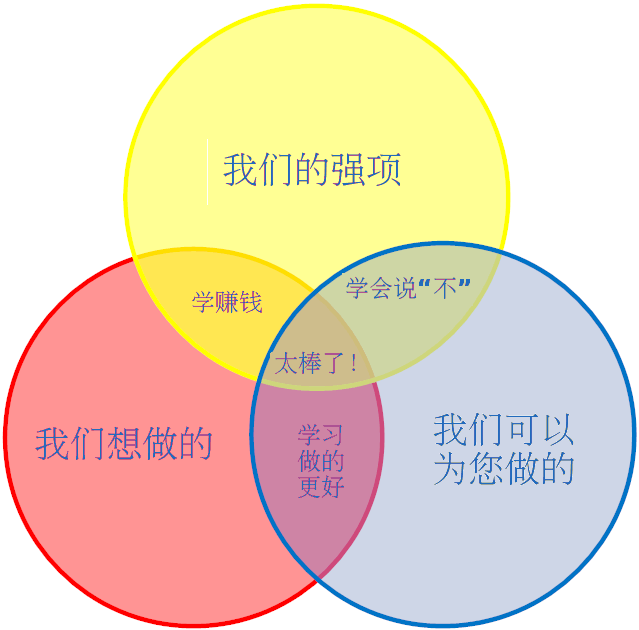 我们的强项
学会说“不”
学赚钱
太棒了!
我们想做的
学习
做的
更好
我们可以
为您做的